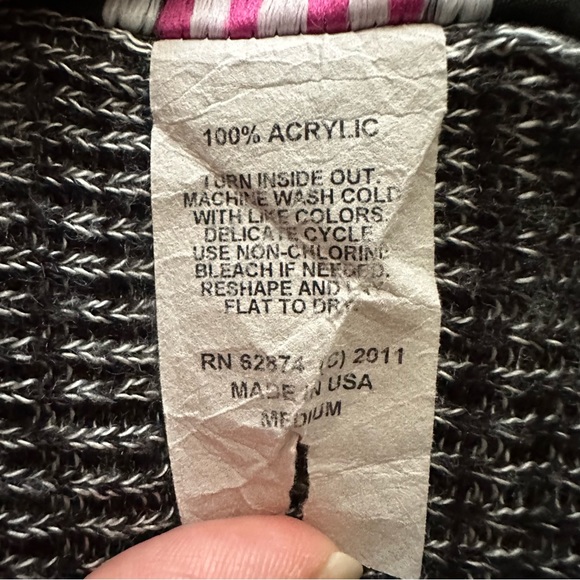 100% ACRYLIC
TURN INSIDE OUT.
MACHINE WASH COLD
WITH LIKE COLORS.
DELICATE CYCLE
USE NON-CHLORINE
BLEACH IF NEEDED.
RESHAPE AND LAY
FLAT TO DRY.
RN 62874 (C) 2011
MADE IN USA
MEDIUM